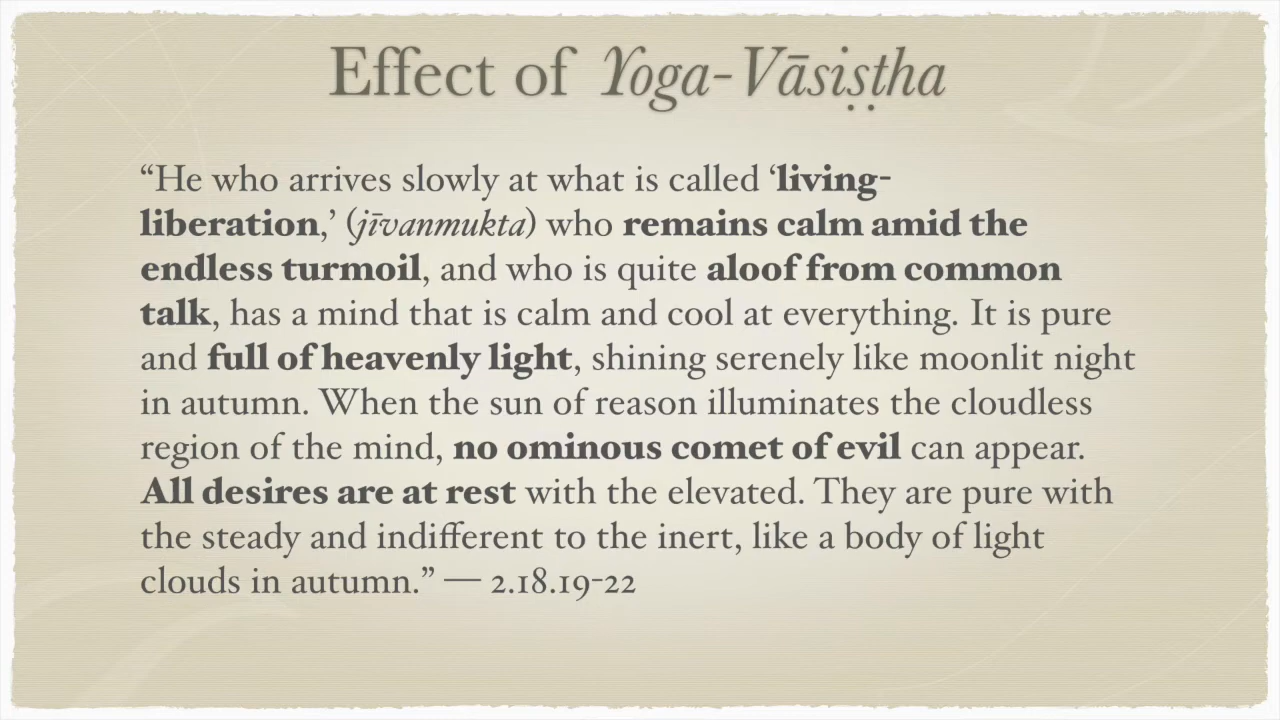 Effect of Yoga-Vāsiṣṭha
“He who arrives slowly at what is called ‘living-
liberation,’ (jīvanmukta) who remains calm amid the
endless turmoil, and who is quite aloof from common
talk, has a mind that is calm and cool at everything. It is pure
and full of heavenly light, shining serenely like moonlit night
in autumn. When the sun of reason illuminates the cloudless
region of the mind, no ominous comet of evil can appear.
All desires are at rest with the elevated. They are pure with
the steady and indifferent to the inert, like a body of light
clouds in autumn.” — 2.18.19-22